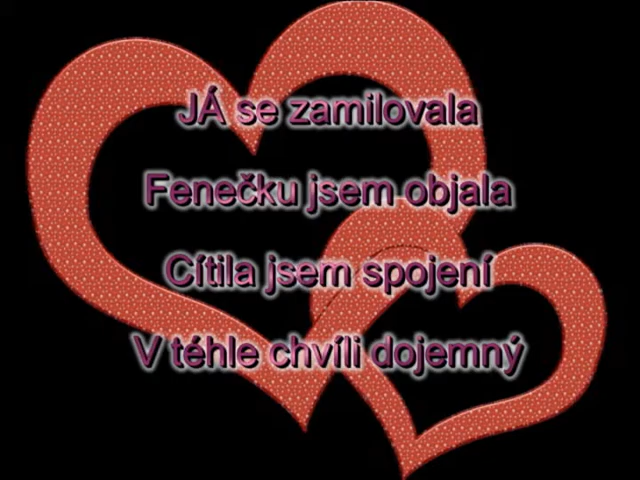 JÁ se zamilovala
Fenečku jsem objala
Cítila jsem spojení
V téhle chvíli dojemný